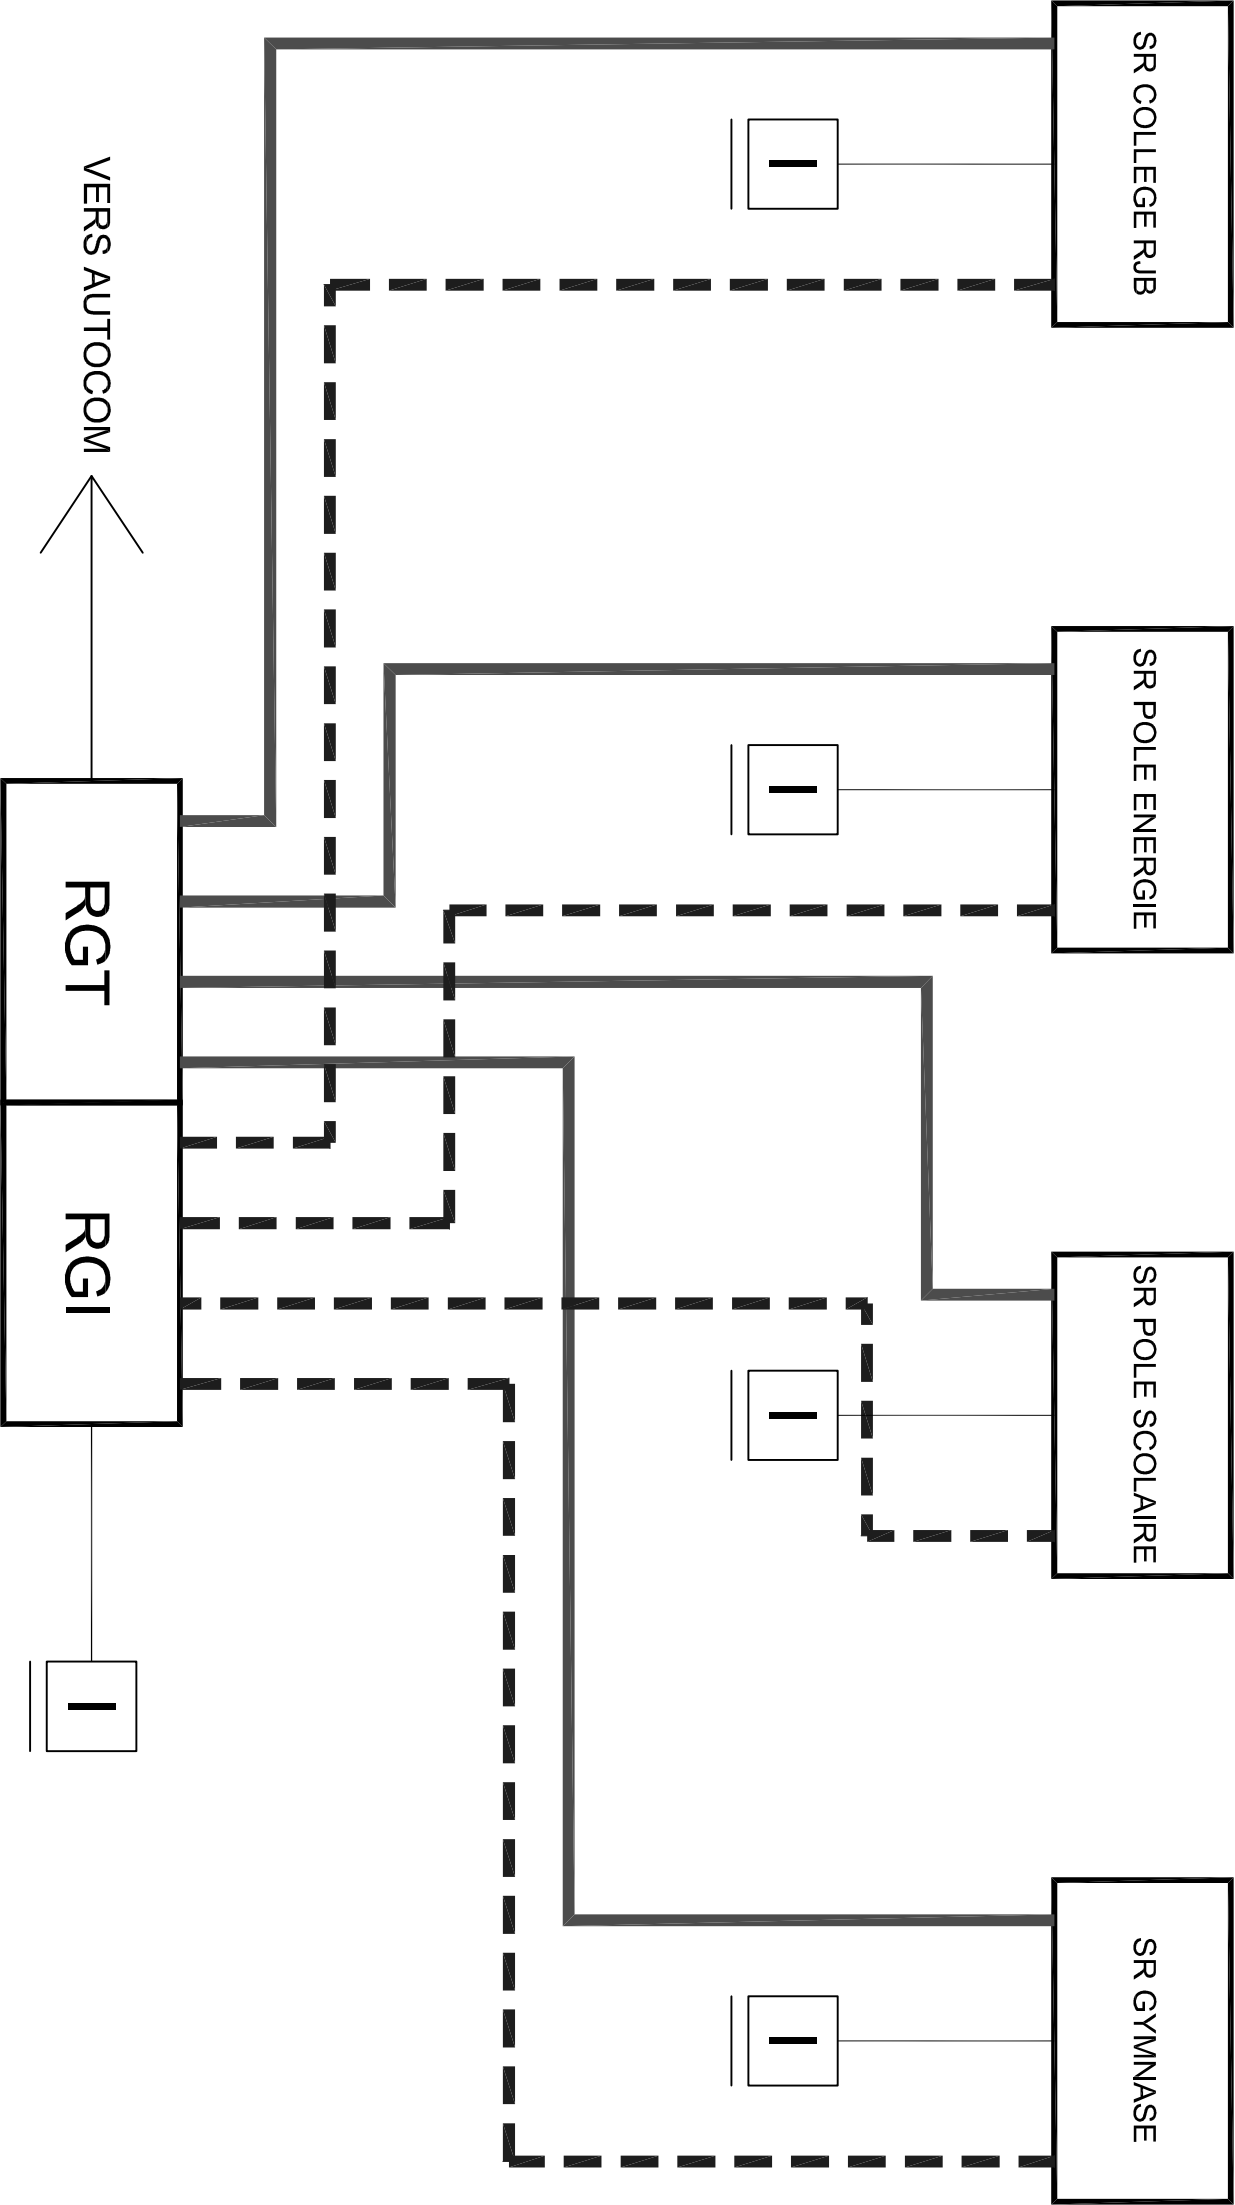 SR COLLEGE RJB
SR POLE ENERGIE
SR POLE SCOLAIRE
SR GYMNASE
I
I
I
I
VERS AUTOCOM
RGT
RGI
I